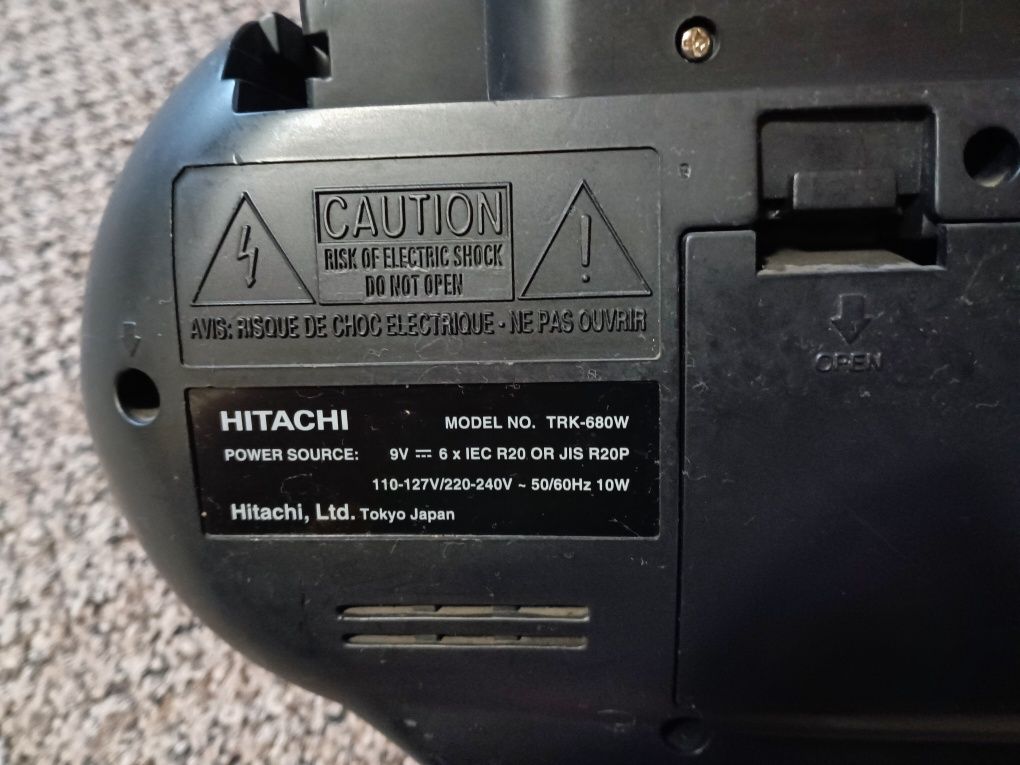 CAUTION
RISK OF ELECTRIC SHOCK
DO NOT OPEN
AVIS: RISQUE DE CHOC ELECTRIQUE - NE PAS OUVRIR
OPEN
HITACHI MODEL NO. TRK-680W
POWER SOURCE: 9V ⎓ 6 x IEC R20 OR JIS R20P
110-127V/220-240V ~ 50/60Hz 10W
Hitachi, Ltd. Tokyo Japan